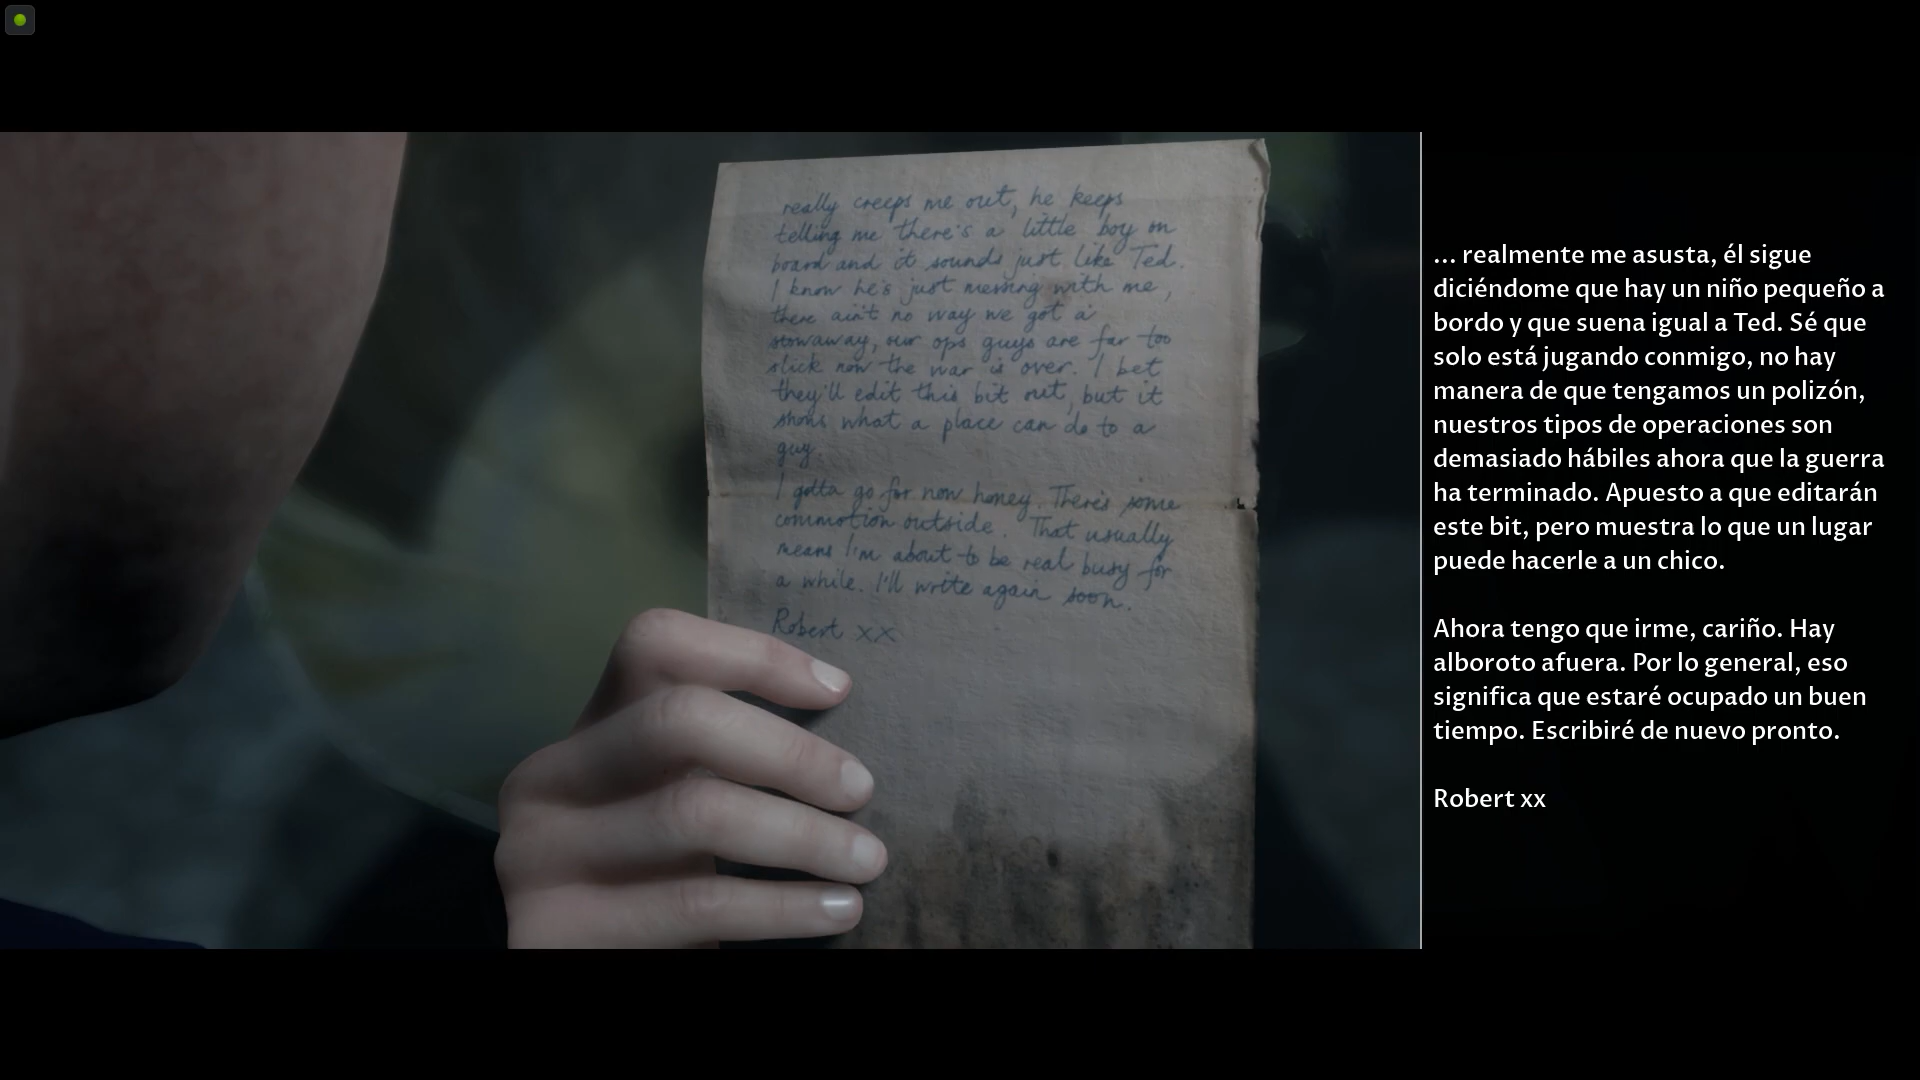 really creeps me out, he keeps
telling me there's a little boy on
board and it sounds just like Ted.
I know he's just messing with me,
there ain't no way we got a
stowaway, our ops guys are far too
slick now the war is over. I bet
they'll edit this bit out, but it
shows what a place can do to a
guy
I gotta go for now honey. There's some
commotion outside. That usually
means I'm about to be real busy for
a while. I'll write again soon.
Robert xx
... realmente me asusta, él sigue
diciéndome que hay un niño pequeño a
bordo y que suena igual a Ted. Sé que
solo está jugando conmigo, no hay
manera de que tengamos un polizón,
nuestros tipos de operaciones son
demasiado hábiles ahora que la guerra
ha terminado. Apuesto a que editarán
este bit, pero muestra lo que un lugar
puede hacerle a un chico.
Ahora tengo que irme, cariño. Hay
alboroto afuera. Por lo general, eso
significa que estaré ocupado un buen
tiempo. Escribiré de nuevo pronto.
Robert xx